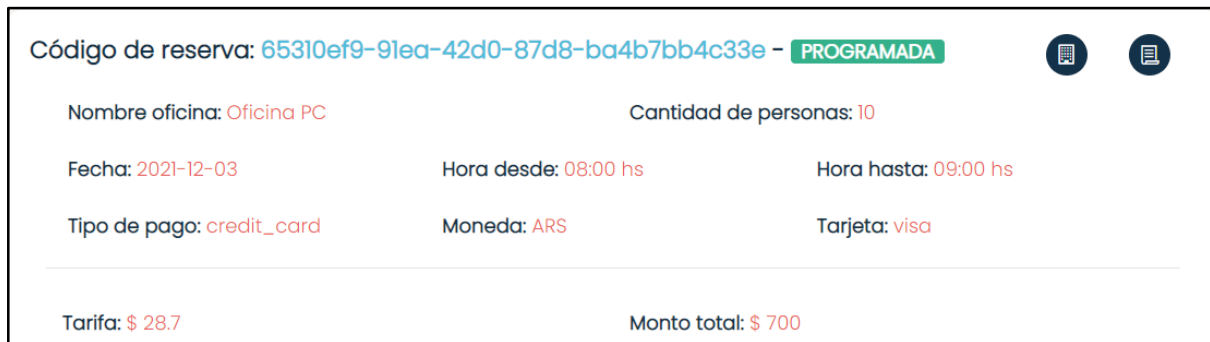 Código de reserva: 65310ef9-91ea-42d0-87d8-ba4b7bb4c33e - PROGRAMADA
Nombre oficina: Oficina PC Cantidad de personas: 10
Fecha: 2021-12-03 Hora desde: 08:00 hs Hora hasta: 09:00 hs
Tipo de pago: credit_card Moneda: ARS Tarjeta: visa
Tarifa: $ 28.7 Monto total: $ 700